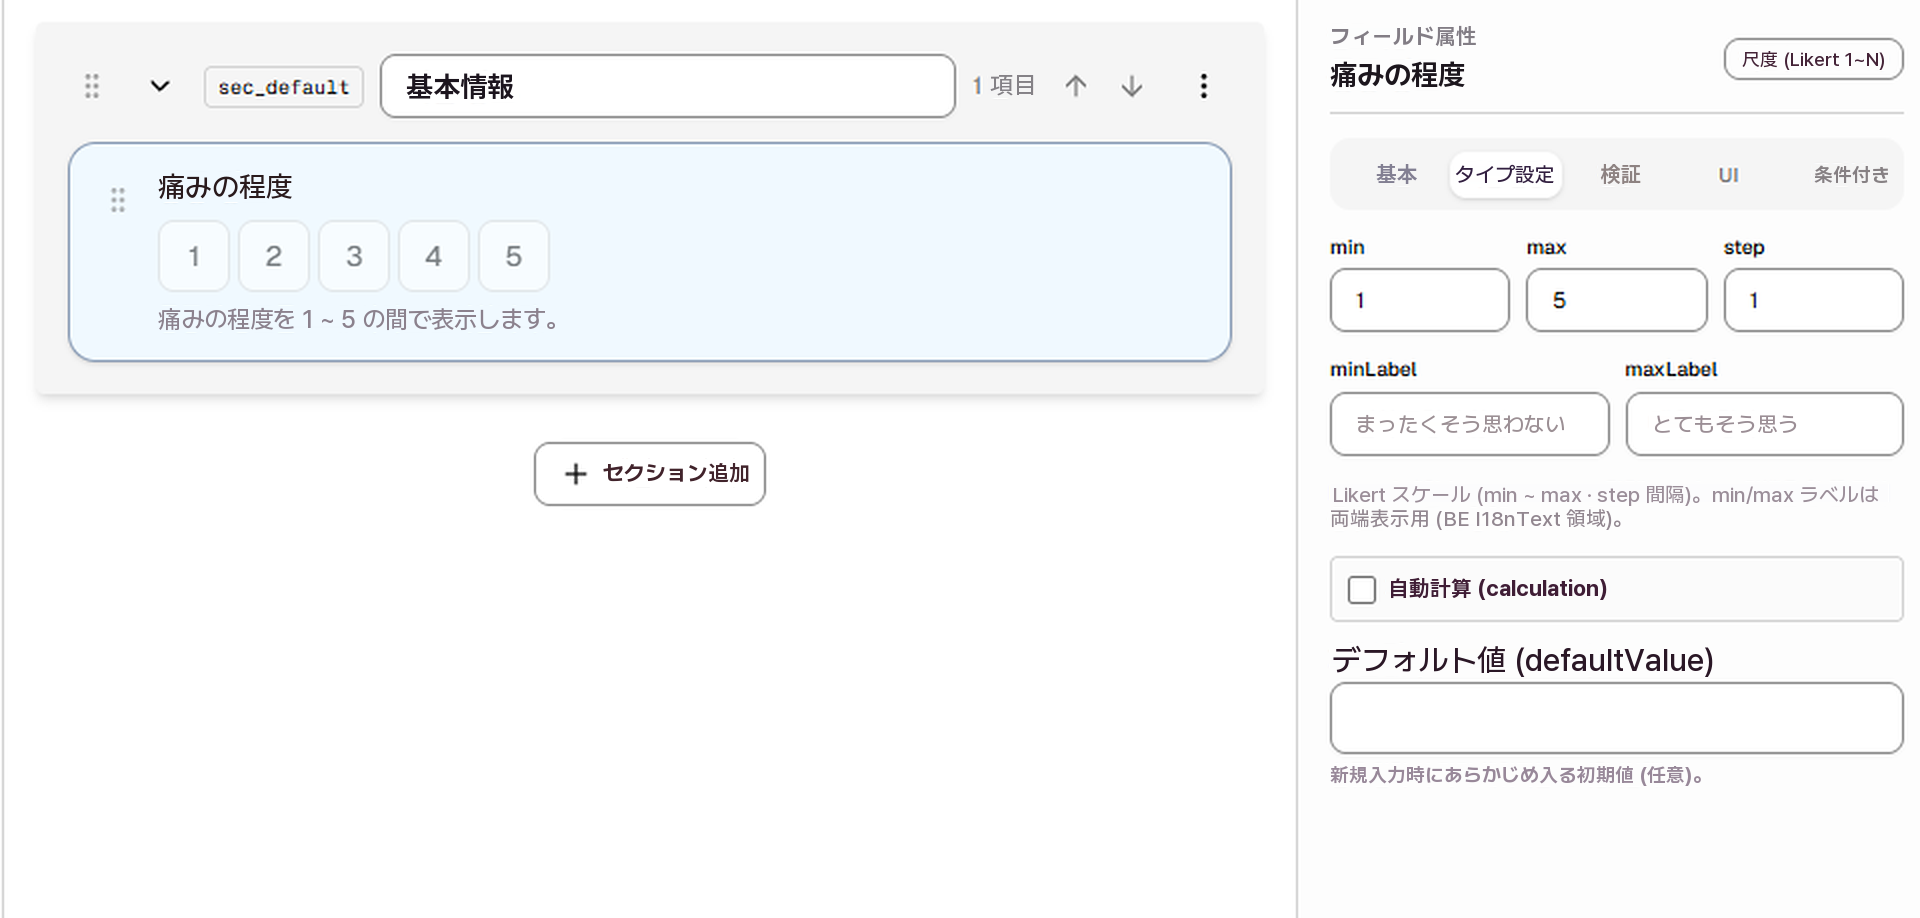 sec_default
基本情報
1 項目
痛みの程度
1 2 3 4 5
痛みの程度を 1 ~ 5 の間で表示します。
セクション追加
フィールド属性
痛みの程度
尺度 (Likert 1~N)
基本 タイプ設定 検証 UI 条件付き
min max step
1 5 1
minLabel maxLabel
まったくそう思わない とてもそう思う
Likert スケール (min ~ max · step 間隔)。min/max ラベルは
両端表示用 (BE I18nText 領域)。
自動計算 (calculation)
デフォルト値 (defaultValue)
新規入力時にあらかじめ入る初期値 (任意)。